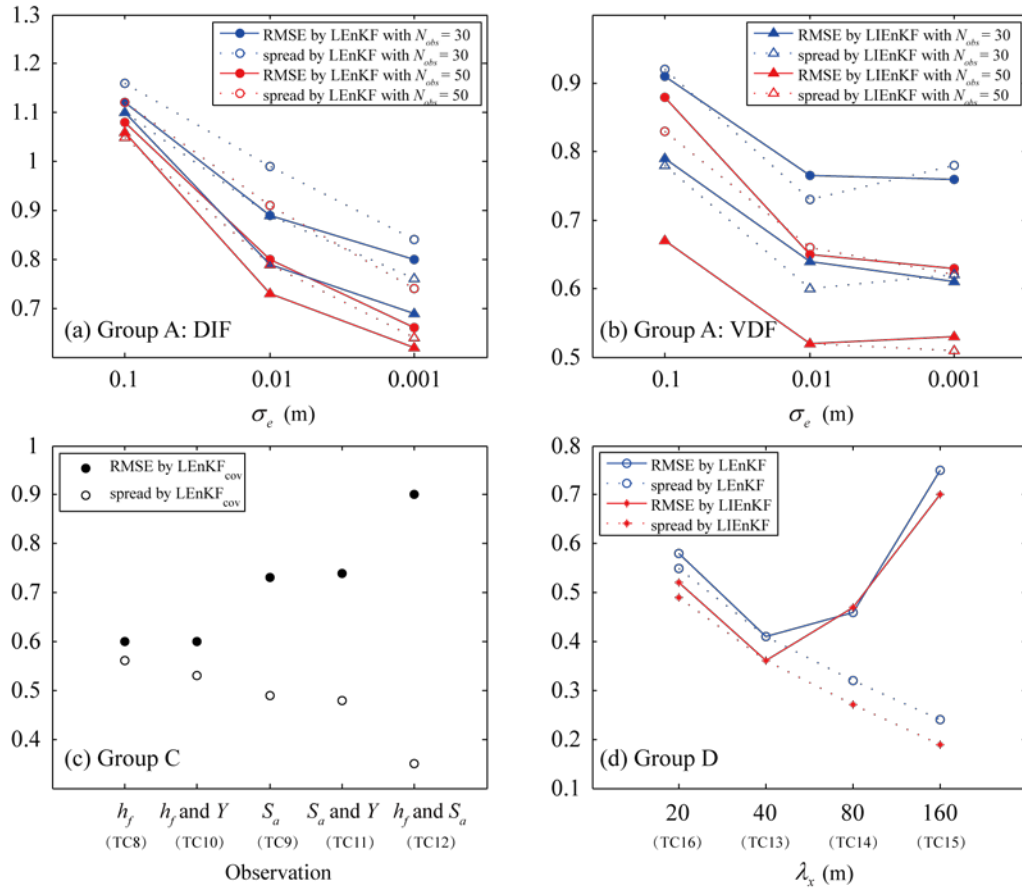 1.3
1.2
1.1
1
0.9
0.8
0.7
RMSE by LEnKF with N_obs = 30
spread by LEnKF with N_obs = 30
RMSE by LEnKF with N_obs = 50
spread by LEnKF with N_obs = 50
(a) Group A: DIF
0.1 0.01 0.001
σ_e (m)
0.9
0.8
0.7
0.6
0.5
RMSE by LIEnKF with N_obs = 30
spread by LIEnKF with N_obs = 30
RMSE by LIEnKF with N_obs = 50
spread by LIEnKF with N_obs = 50
(b) Group A: VDF
0.1 0.01 0.001
σ_e (m)
1
0.9
0.8
0.7
0.6
0.5
0.4
RMSE by LEnKF_cov
spread by LEnKF_cov
(c) Group C
h_f h_f and Y S_a S_a and Y h_f and S_a
(TC8) (TC10) (TC9) (TC11) (TC12)
Observation
0.8
0.7
0.6
0.5
0.4
0.3
0.2
0.1
RMSE by LEnKF
spread by LEnKF
RMSE by LIEnKF
spread by LIEnKF
(d) Group D
20 40 80 160
(TC16) (TC13) (TC14) (TC15)
λ_x (m)